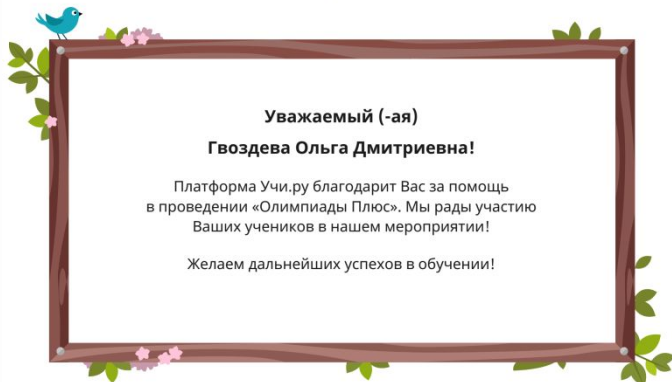 Уважаемый (-ая)
Гвоздева Ольга Дмитриевна!
Платформа Учи.ру благодарит Вас за помощь
в проведении «Олимпиады Плюс». Мы рады участию
Ваших учеников в нашем мероприятии!
Желаем дальнейших успехов в обучении!